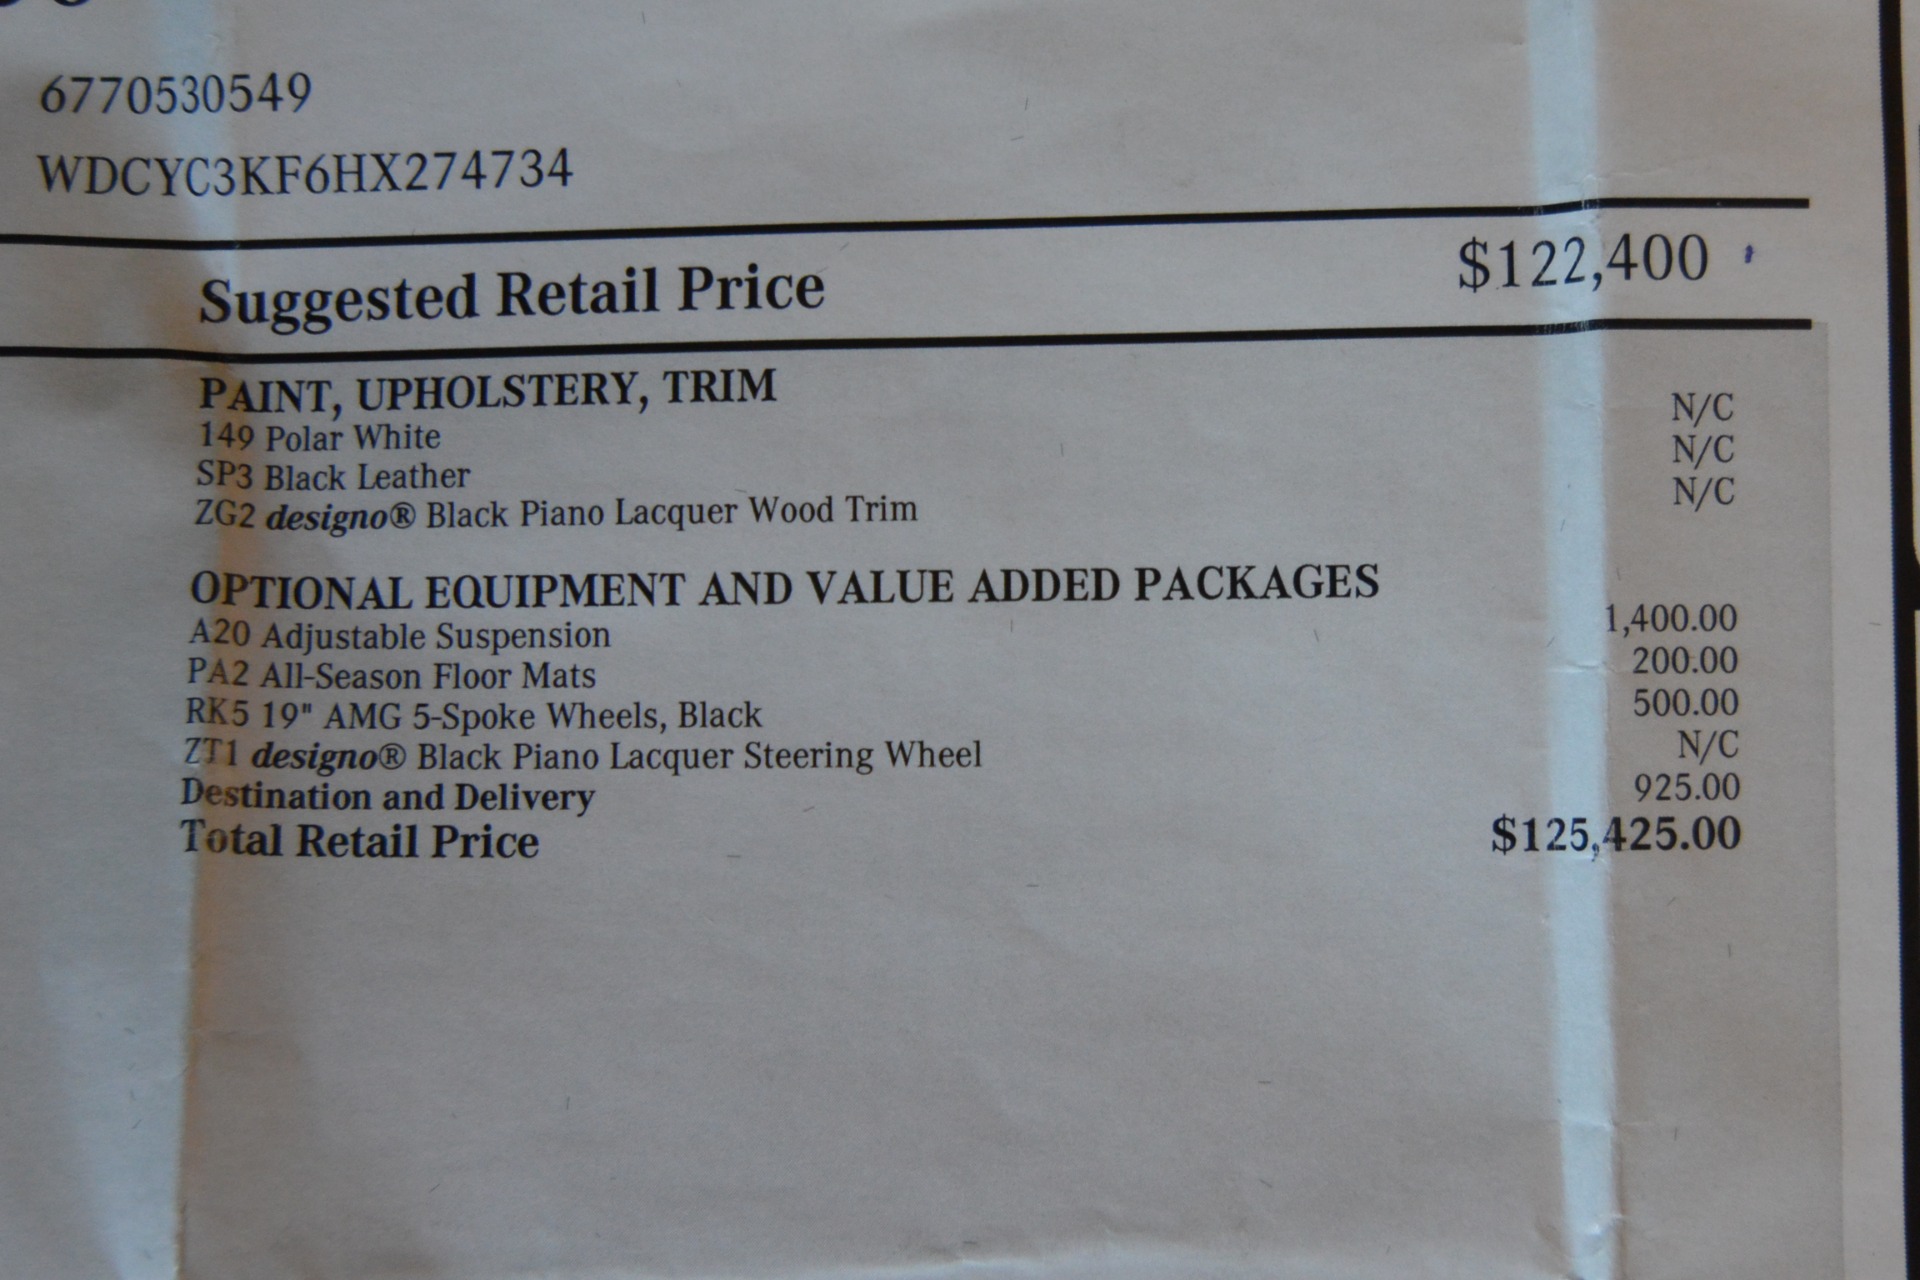 6770530549
WDCYC3KF6HX274734
Suggested Retail Price $122,400
PAINT, UPHOLSTERY, TRIM
149 Polar White N/C
SP3 Black Leather N/C
ZG2 designo® Black Piano Lacquer Wood Trim N/C
OPTIONAL EQUIPMENT AND VALUE ADDED PACKAGES
A20 Adjustable Suspension 1,400.00
PA2 All-Season Floor Mats 200.00
RK5 19" AMG 5-Spoke Wheels, Black 500.00
ZT1 designo® Black Piano Lacquer Steering Wheel N/C
Destination and Delivery 925.00
Total Retail Price $125,425.00